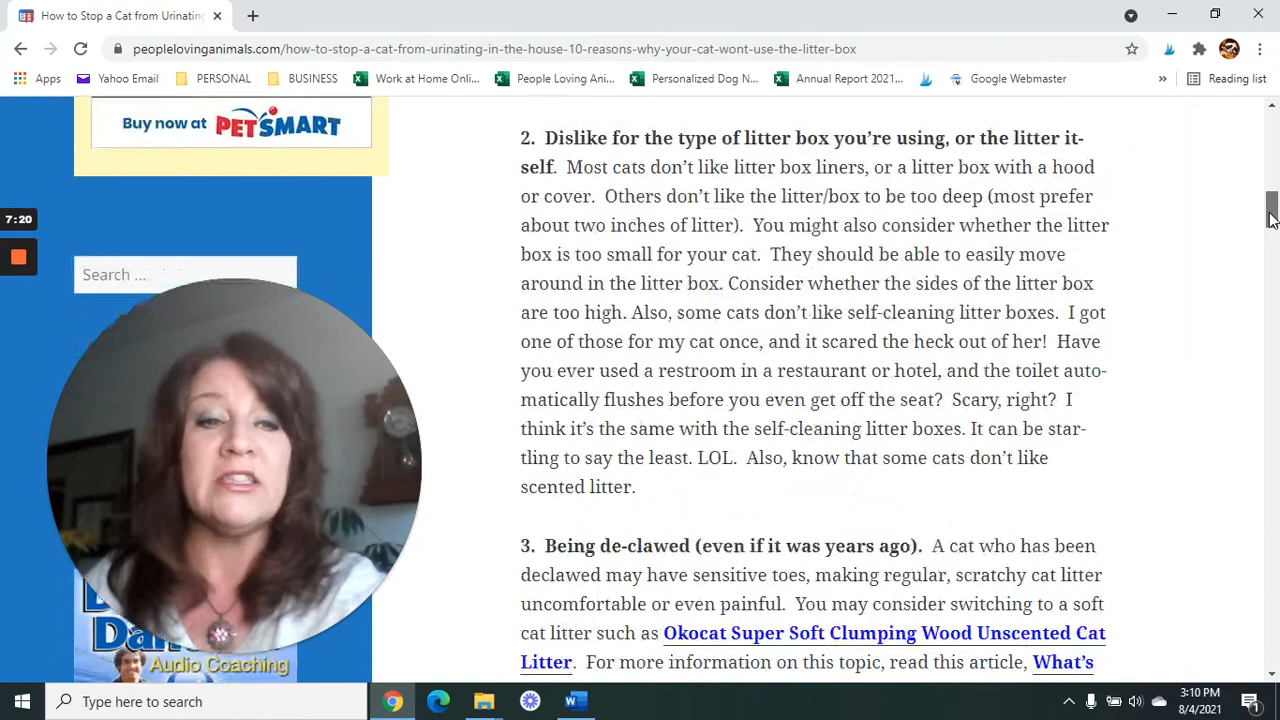 How to Stop a Cat from Urinating
peoplelovinganimals.com/how-to-stop-a-cat-from-urinating-in-the-house-10-reasons-why-your-cat-wont-use-the-litter-box
Apps Yahoo Email PERSONAL BUSINESS Work at Home Onli... People Loving Ani... Personalized Dog N... Annual Report 2021... Google Webmaster » Reading list
Buy now at PETSMART
7:20
Search ...
2. Dislike for the type of litter box you’re using, or the litter it-
self. Most cats don’t like litter box liners, or a litter box with a hood
or cover. Others don’t like the litter/box to be too deep (most prefer
about two inches of litter). You might also consider whether the litter
box is too small for your cat. They should be able to easily move
around in the litter box. Consider whether the sides of the litter box
are too high. Also, some cats don’t like self-cleaning litter boxes. I got
one of those for my cat once, and it scared the heck out of her! Have
you ever used a restroom in a restaurant or hotel, and the toilet auto-
matically flushes before you even get off the seat? Scary, right? I
think it’s the same with the self-cleaning litter boxes. It can be star-
tling to say the least. LOL. Also, know that some cats don’t like
scented litter.
3. Being de-clawed (even if it was years ago). A cat who has been
declawed may have sensitive toes, making regular, scratchy cat litter
uncomfortable or even painful. You may consider switching to a soft
cat litter such as Okocat Super Soft Clumping Wood Unscented Cat
Litter. For more information on this topic, read this article, What’s
Audio Coaching
Type here to search
3:10 PM
8/4/2021
1